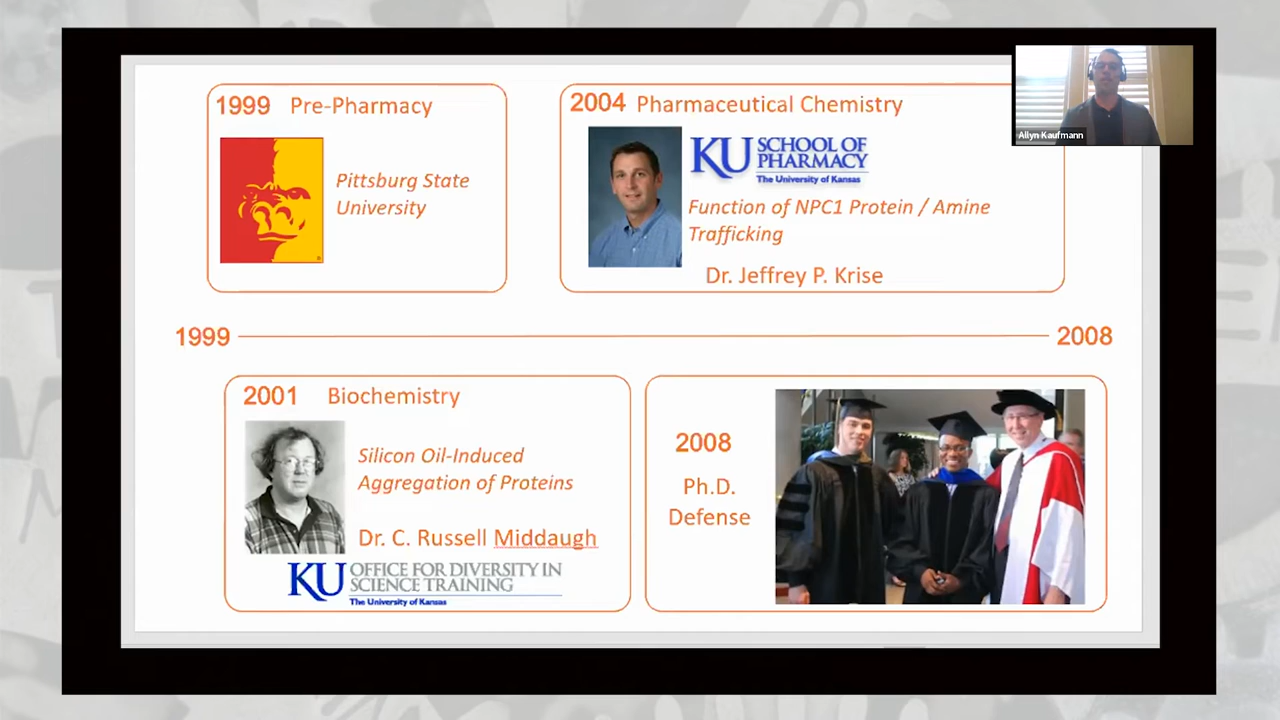 1999 Pre-Pharmacy
Pittsburg State
University
2004 Pharmaceutical Chemistry
KU SCHOOL OF
PHARMACY
The University of Kansas
Function of NPC1 Protein / Amine
Trafficking
Dr. Jeffrey P. Krise
Allyn Kaufmann
1999
2008
2001 Biochemistry
Silicon Oil-Induced
Aggregation of Proteins
Dr. C. Russell Middaugh
KU OFFICE FOR DIVERSITY IN
SCIENCE TRAINING
The University of Kansas
2008
Ph.D.
Defense